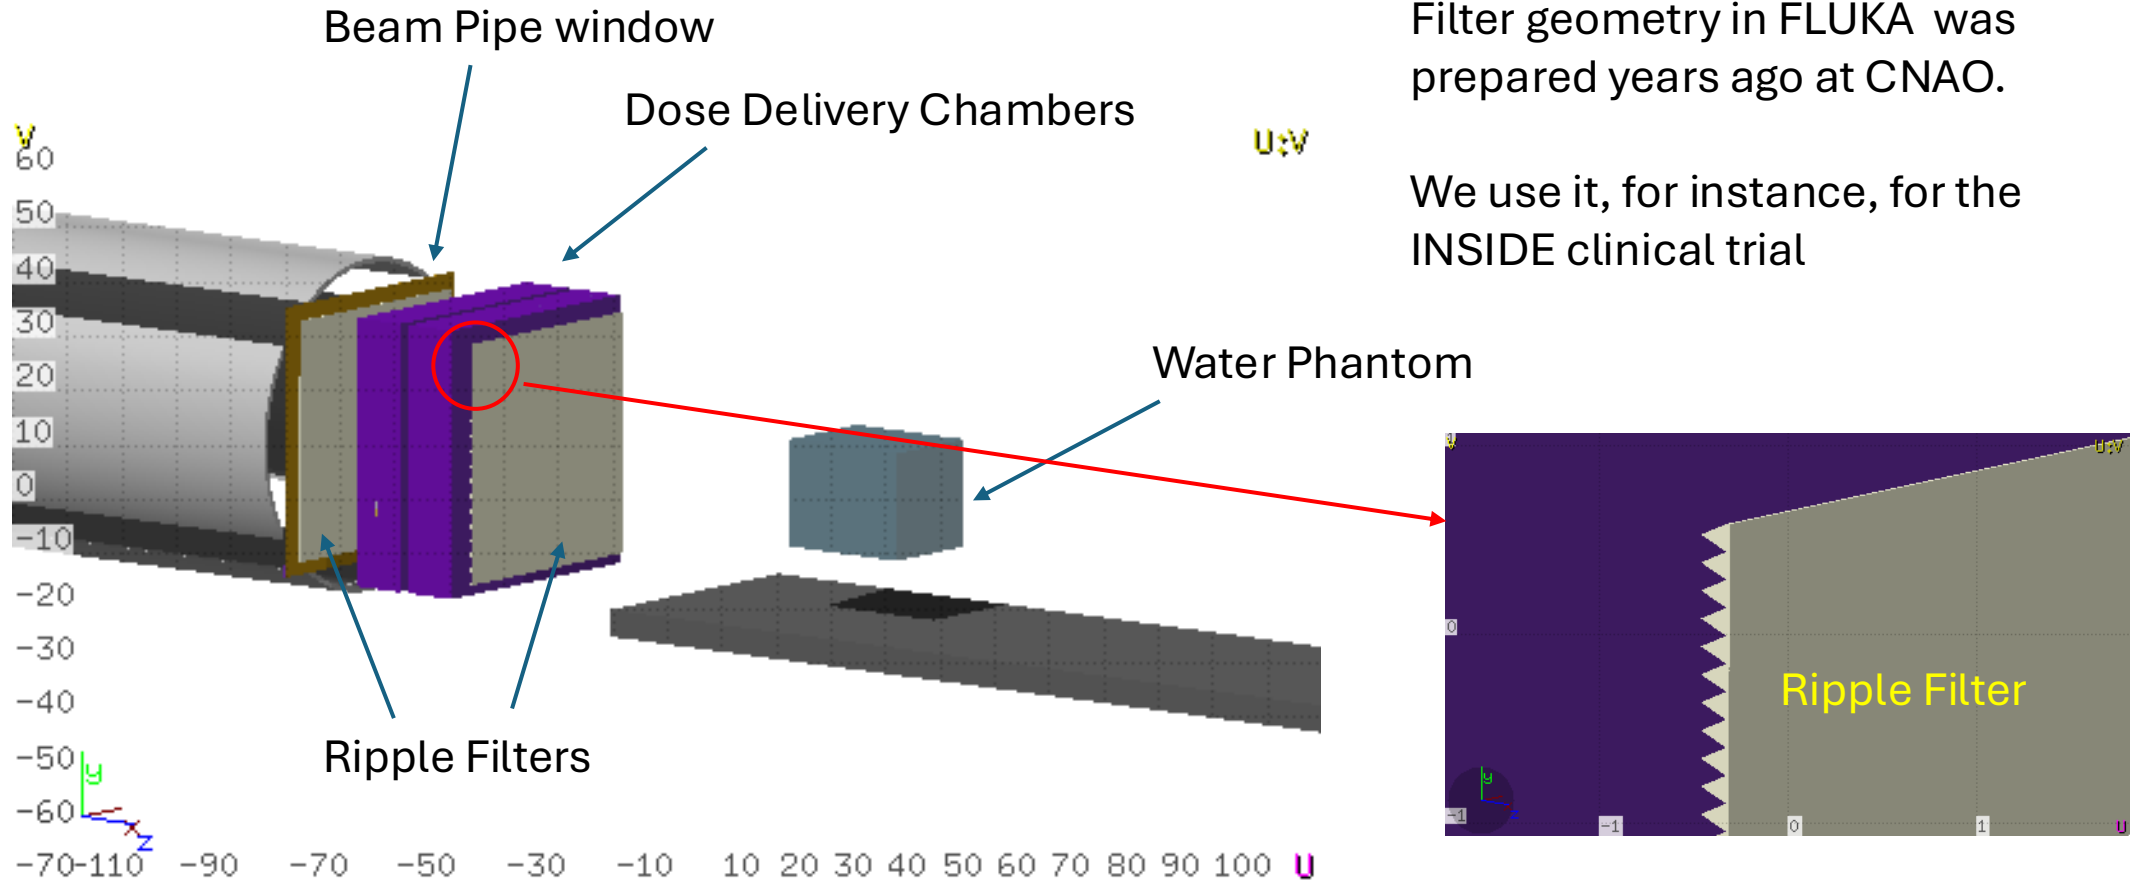 Beam Pipe window
Filter geometry in FLUKA was
prepared years ago at CNAO.
Dose Delivery Chambers
We use it, for instance, for the
INSIDE clinical trial
V
U:V
60
50
40
30
20
10
0
-10
-20
-30
-40
-50
-60
Water Phantom
Ripple Filters
y
x
z
-70 -110 -90 -70 -50 -30 -10 10 20 30 40 50 60 70 80 90 100 U
V
U:V
1
0
Ripple Filter
y
z
-1
-1 0 1 U